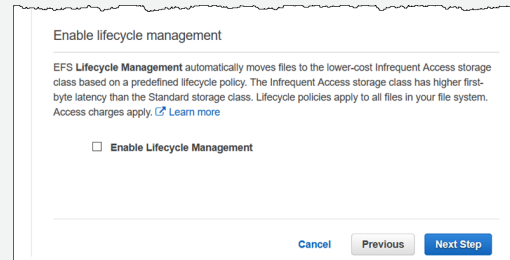 Enable lifecycle management
EFS Lifecycle Management automatically moves files to the lower-cost Infrequent Access storage
class based on a predefined lifecycle policy. The Infrequent Access storage class has higher first-
byte latency than the Standard storage class. Lifecycle policies apply to all files in your file system.
Access charges apply. Learn more
Enable Lifecycle Management
Cancel Previous Next Step